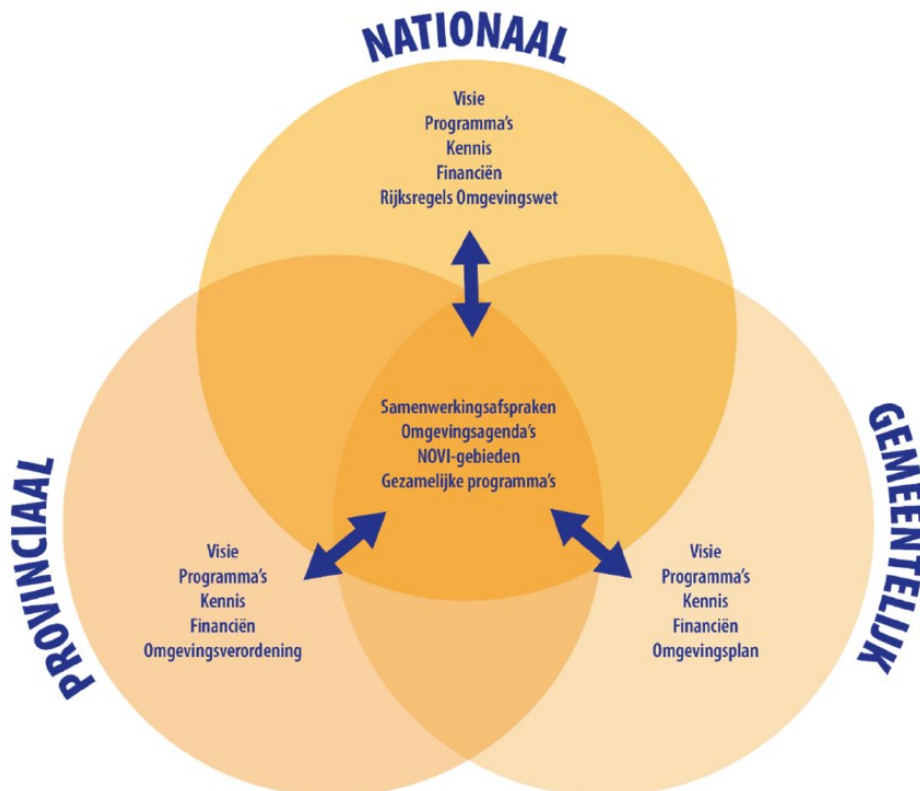 NATIONAAL
Visie
Programma's
Kennis
Financiën
Rijksregels Omgevingswet
Samenwerkingsafspraken
Omgevingsagenda's
NOVI-gebieden
Gezamelijke programma's
PROVINCIAAL
Visie
Programma's
Kennis
Financiën
Omgevingsverordening
GEMEENTELIJK
Visie
Programma's
Kennis
Financiën
Omgevingsplan